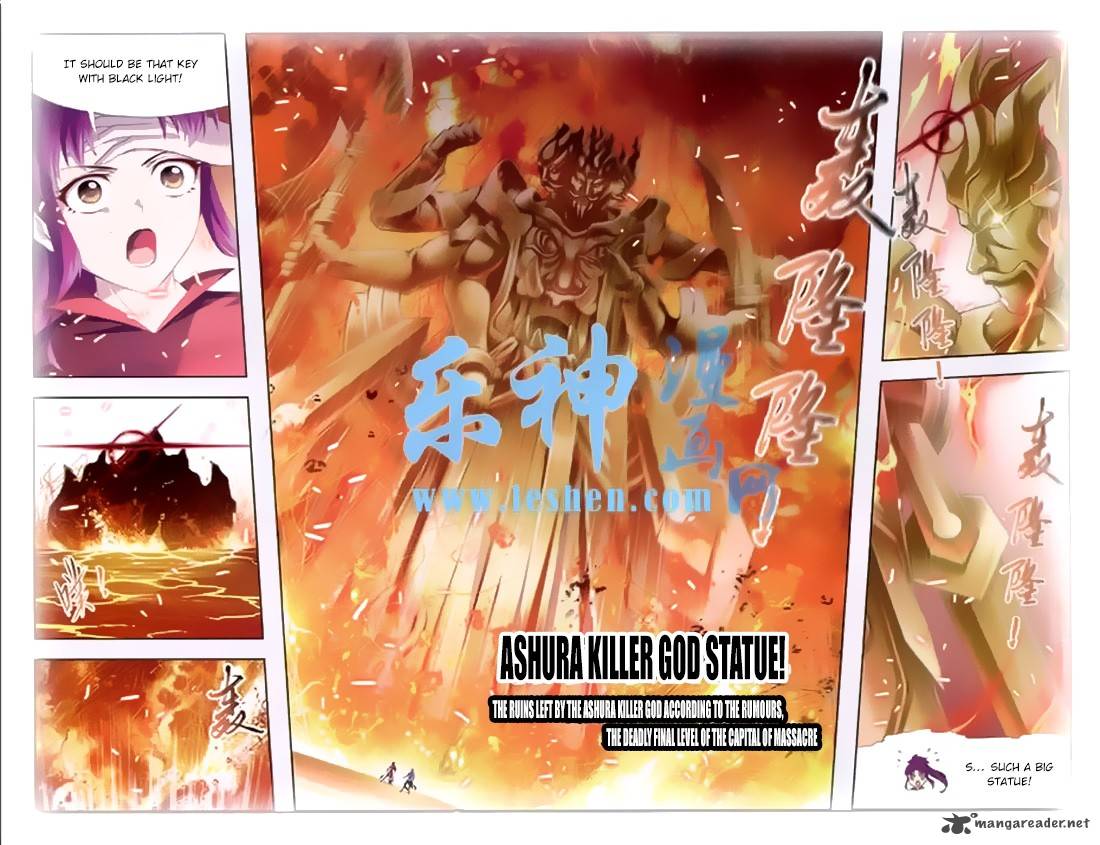 IT SHOULD BE THAT KEY
WITH BLACK LIGHT!
轰
轰隆隆!
乐神漫画网
www.leshen.com
ASHURA KILLER GOD STATUE!
THE RUINS LEFT BY THE ASHURA KILLER GOD ACCORDING TO THE RUMOURS,
THE DEADLY FINAL LEVEL OF THE CAPITAL OF MASSACRE
轰隆隆!
轰隆隆!
S... SUCH A BIG
STATUE!
mangareader.net